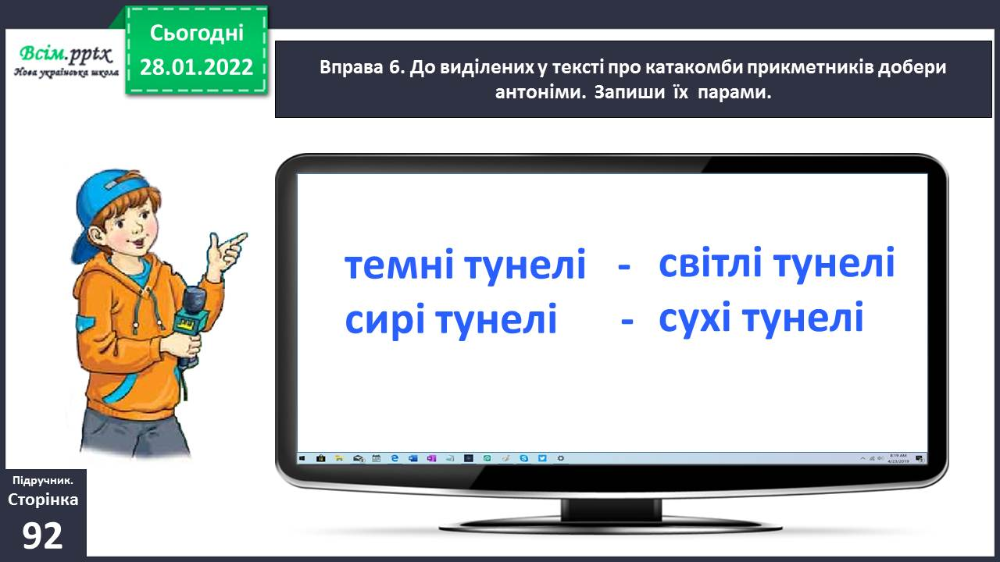 Всім.pptx
Нова українська школа
Сьогодні
28.01.2022
Вправа 6. До виділених у тексті про катакомби прикметників добери
антоніми. Запиши їх парами.
темні тунелі - світлі тунелі
сирі тунелі - сухі тунелі
8:19 AM
4/23/2019
Підручник.
Сторінка
92